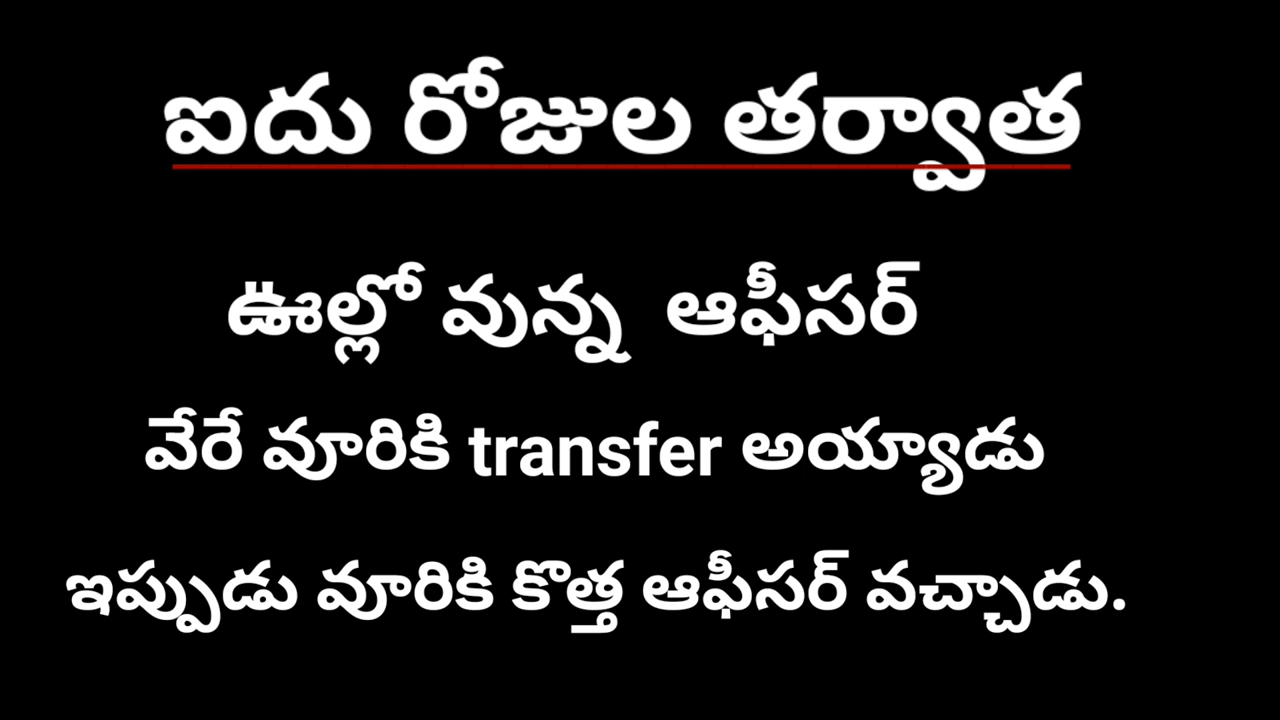 ఐదు రోజుల తర్వాత
ఊల్లో వున్న ఆఫీసర్
వేరే వూరికి transfer అయ్యాడు
ఇప్పుడు వూరికి కొత్త ఆఫీసర్ వచ్చాడు.